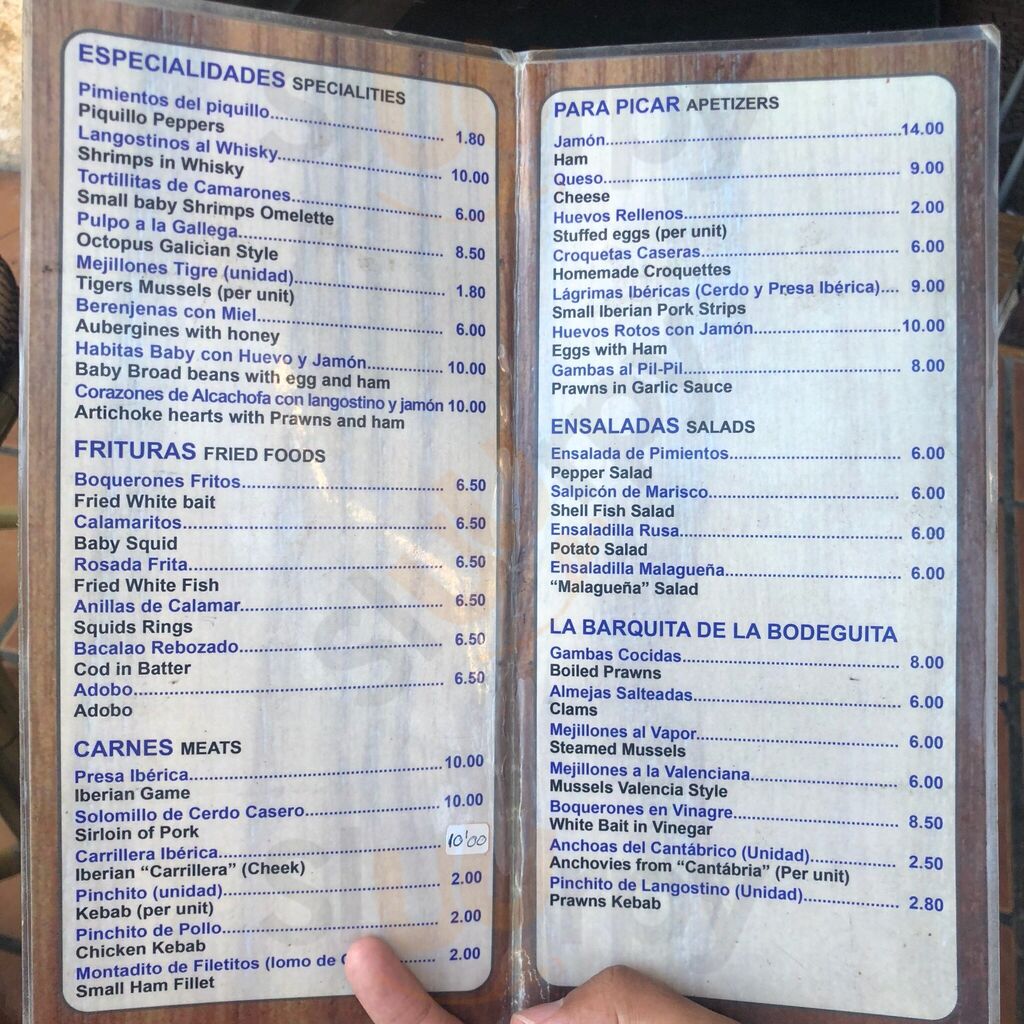 ESPECIALIDADES SPECIALITIES
Pimientos del piquillo 1.80
Piquillo Peppers
Langostinos al Whisky 10.00
Shrimps in Whisky
Tortillitas de Camarones 6.00
Small baby Shrimps Omelette
Pulpo a la Gallega 8.50
Octopus Galician Style
Mejillones Tigre (unidad) 1.80
Tigers Mussels (per unit)
Berenjenas con Miel 6.00
Aubergines with honey
Habitas Baby con Huevo y Jamón 10.00
Baby Broad beans with egg and ham
Corazones de Alcachofa con langostino y jamón 10.00
Artichoke hearts with Prawns and ham
FRITURAS FRIED FOODS
Boquerones Fritos 6.50
Fried White bait
Calamaritos 6.50
Baby Squid
Rosada Frita 6.50
Fried White Fish
Anillas de Calamar 6.50
Squids Rings
Bacalao Rebozado 6.50
Cod in Batter
Adobo 6.50
Adobo
CARNES MEATS
Presa Ibérica 10.00
Iberian Game
Solomillo de Cerdo Casero 10.00
Sirloin of Pork
Carrillera Ibérica 10'00
Iberian "Carrillera" (Cheek)
Pinchito (unidad) 2.00
Kebab (per unit)
Pinchito de Pollo 2.00
Chicken Kebab
Montadito de Filetitos (lomo de 2.00
Small Ham Fillet
PARA PICAR APETIZERS
Jamón 14.00
Ham
Queso 9.00
Cheese
Huevos Rellenos 2.00
Stuffed eggs (per unit)
Croquetas Caseras 6.00
Homemade Croquettes
Lágrimas Ibéricas (Cerdo y Presa Ibérica) 9.00
Small Iberian Pork Strips
Huevos Rotos con Jamón 10.00
Eggs with Ham
Gambas al Pil-Pil 8.00
Prawns in Garlic Sauce
ENSALADAS SALADS
Ensalada de Pimientos 6.00
Pepper Salad
Salpicón de Marisco 6.00
Shell Fish Salad
Ensaladilla Rusa 6.00
Potato Salad
Ensaladilla Malagueña 6.00
"Malagueña" Salad
LA BARQUITA DE LA BODEGUITA
Gambas Cocidas 8.00
Boiled Prawns
Almejas Salteadas 6.00
Clams
Mejillones al Vapor 6.00
Steamed Mussels
Mejillones a la Valenciana 6.00
Mussels Valencia Style
Boquerones en Vinagre 8.50
White Bait in Vinegar
Anchoas del Cantábrico (Unidad) 2.50
Anchovies from "Cantábria" (Per unit)
Pinchito de Langostino (Unidad) 2.80
Prawns Kebab